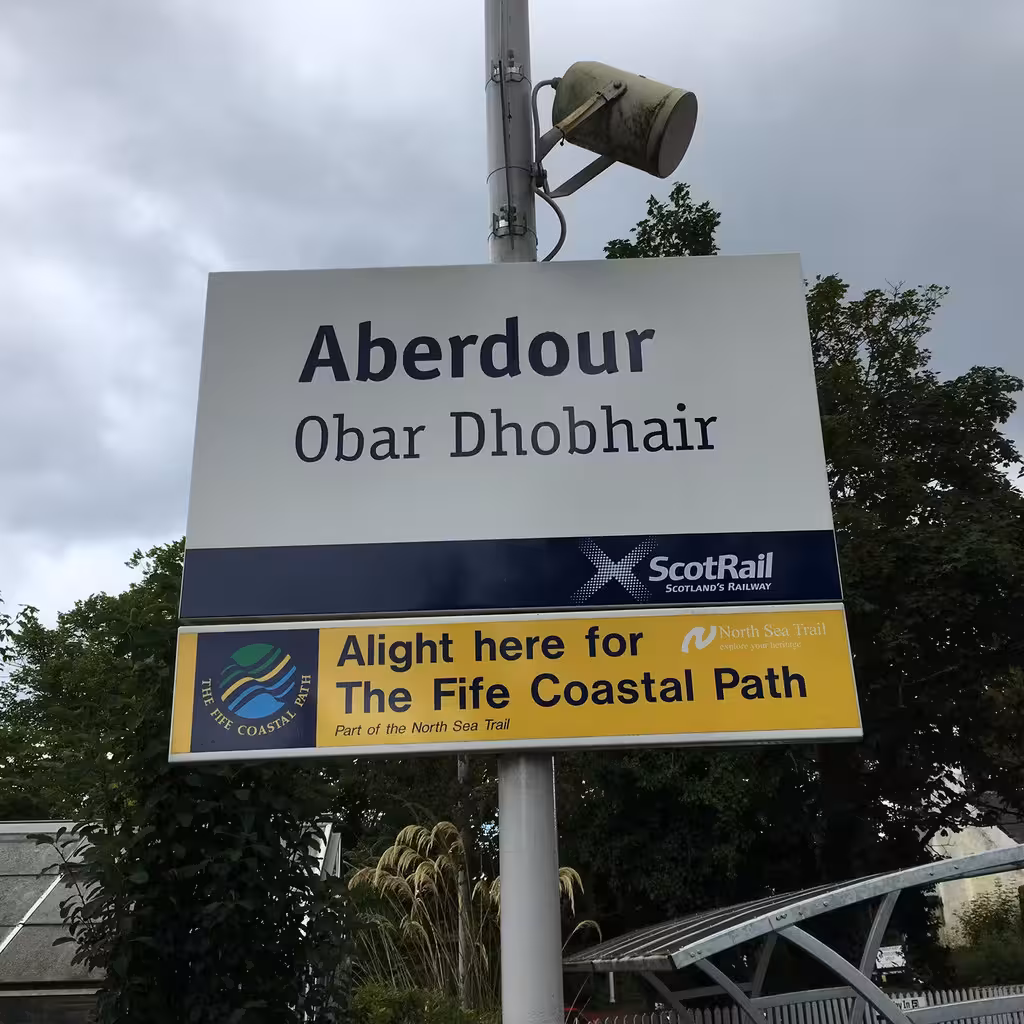 Aberdour
Obar Dhobhair
ScotRail
SCOTLAND'S RAILWAY
THE FIFE COASTAL PATH
Alight here for
The Fife Coastal Path
Part of the North Sea Trail
North Sea Trail
explore your heritage